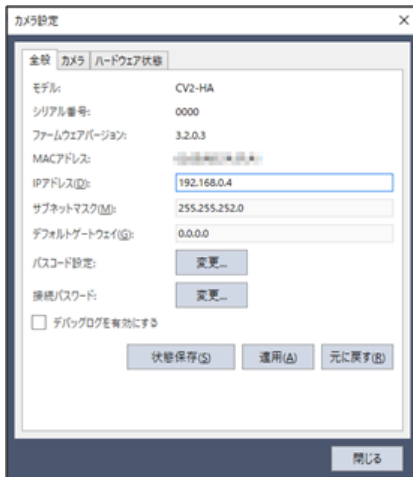 カメラ設定
全般 カメラ ハードウェア状態
モデル: CV2-HA
シリアル番号: 0000
ファームウェアバージョン: 3.2.0.3
MACアドレス:
IPアドレス(D): 192.168.0.4
サブネットマスク(M): 255.255.252.0
デフォルトゲートウェイ(G): 0.0.0.0
パスコード設定: 変更...
接続パスワード: 変更...
デバッグログを有効にする
状態保存(S) 適用(A) 元に戻す(R)
閉じる